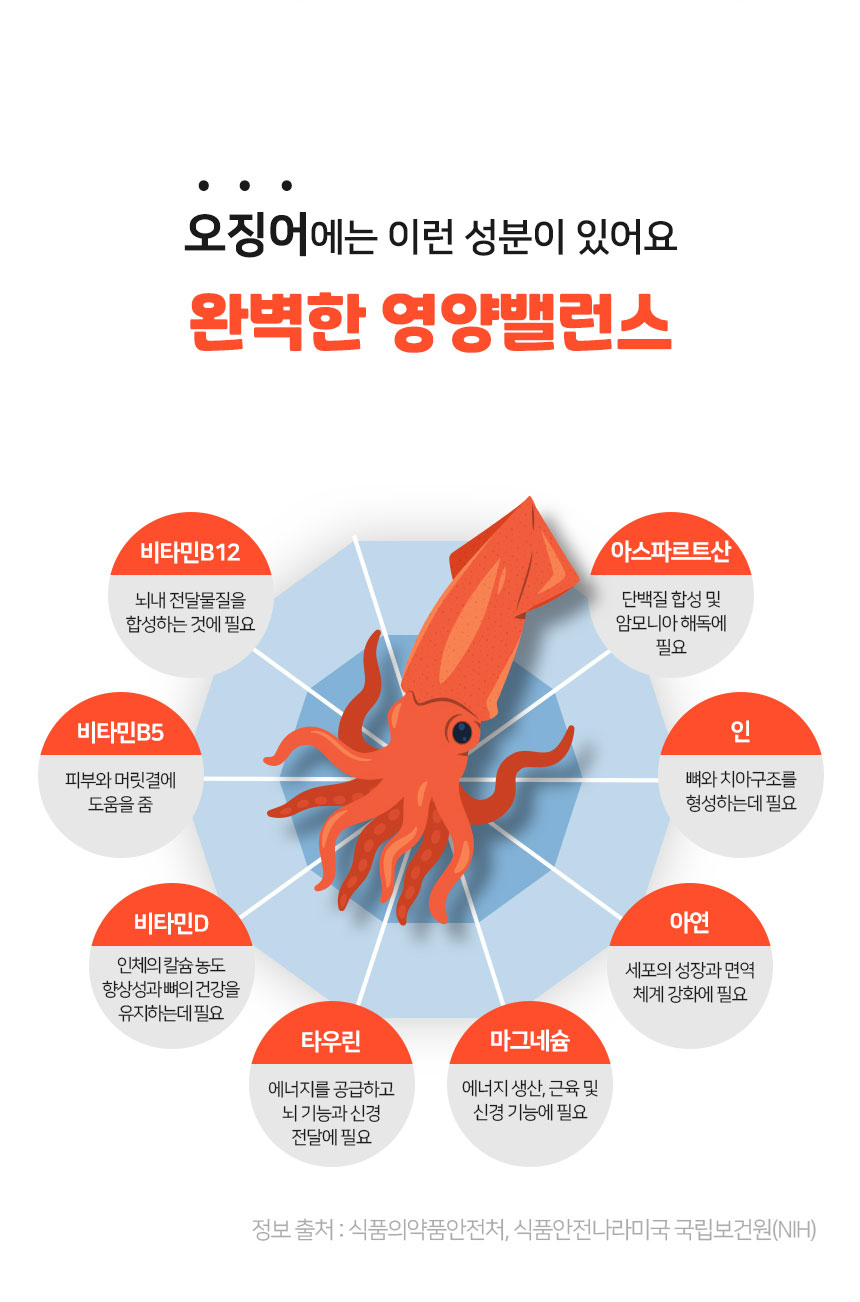 오징어에는 이런 성분이 있어요
완벽한 영양밸런스
비타민B12
뇌내 전달물질을
합성하는 것에 필요
아스파르트산
단백질 합성 및
암모니아 해독에
필요
비타민B5
피부와 머릿결에
도움을 줌
인
뼈와 치아구조를
형성하는데 필요
비타민D
인체의 칼슘 농도
향상성과 뼈의 건강을
유지하는데 필요
아연
세포의 성장과 면역
체계 강화에 필요
타우린
에너지를 공급하고
뇌 기능과 신경
전달에 필요
마그네슘
에너지 생산, 근육 및
신경 기능에 필요
정보 출처 : 식품의약품안전처, 식품안전나라미국 국립보건원(NIH)